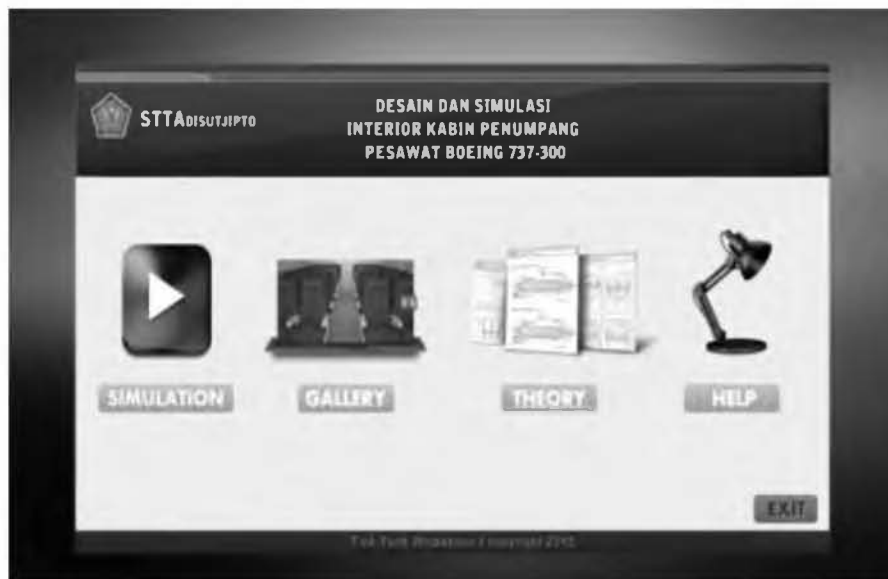 STTADISUTJIPTO
DESAIN DAN SIMULASI
INTERIOR KABIN PENUMPANG
PESAWAT BOEING 737-300
SIMULATION
GALLERY
THEORY
HELP
EXIT